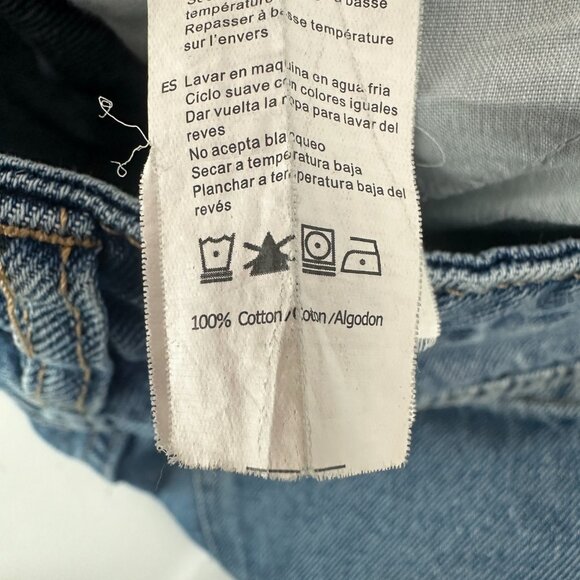 température
Repasser à basse température
sur l'envers
ES Lavar en maquina en agua fria
Ciclo suave con colores iguales
Dar vuelta la ropa para lavar del
reves
No acepta blanqueo
Secar a temperatura baja
Planchar a temperatura baja del
revés
100% Cotton/Coton/Algodon